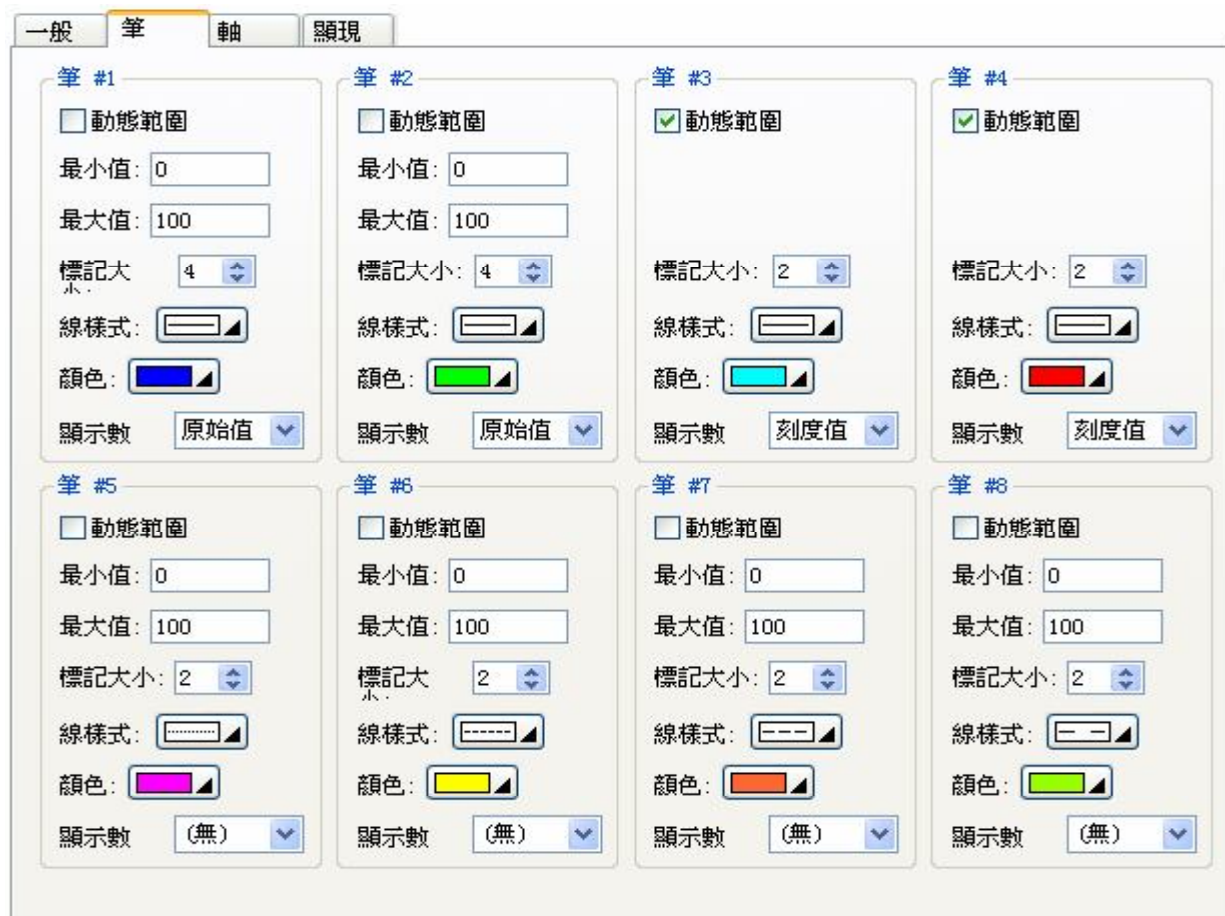 一般 筆 軸 顯現
筆 #1 筆 #2 筆 #3 筆 #4
動態範圍 動態範圍 動態範圍 動態範圍
最小值: 0 最小值: 0
最大值: 100 最大值: 100
標記大小: 4 標記大小: 4 標記大小: 2 標記大小: 2
線樣式: 線樣式: 線樣式: 線樣式:
顏色: 顏色: 顏色: 顏色:
顯示數 原始值 顯示數 原始值 顯示數 刻度值 顯示數 刻度值
筆 #5 筆 #6 筆 #7 筆 #8
動態範圍 動態範圍 動態範圍 動態範圍
最小值: 0 最小值: 0 最小值: 0 最小值: 0
最大值: 100 最大值: 100 最大值: 100 最大值: 100
標記大小: 2 標記大小: 2 標記大小: 2 標記大小: 2
線樣式: 線樣式: 線樣式: 線樣式:
顏色: 顏色: 顏色: 顏色:
顯示數 (無) 顯示數 (無) 顯示數 (無) 顯示數 (無)